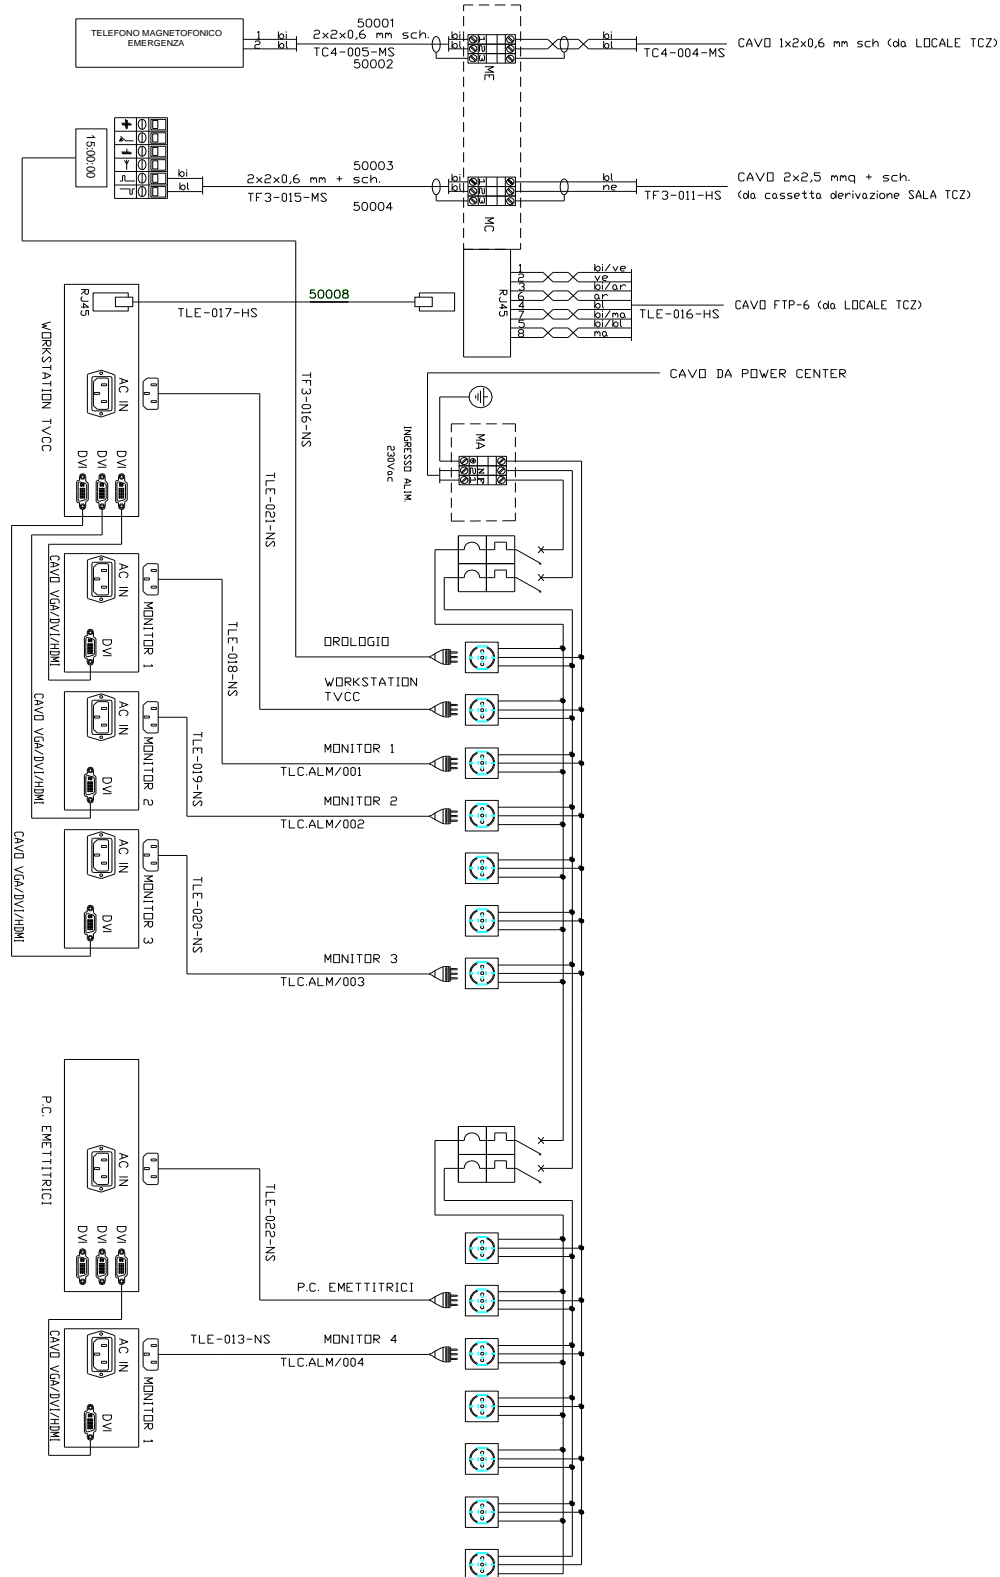 TELEFONO MAGNETOFONICO
EMERGENZA
1 bi
2 bl
50001
2x2x0,6 mm sch.
TC4-005-MS
50002
bi
bl
1
2
3
ME
bi
bl
TC4-004-MS
CAVO 1x2x0,6 mm sch (da LOCALE TCZ)
15:00:00
bi
bl
50003
2x2x0,6 mm + sch.
TF3-015-MS
50004
bi
bl
1
2
3
MC
bl
ne
TF3-011-HS
CAVO 2x2,5 mmq + sch.
(da cassetta derivazione SALA TCZ)
RJ45
50008
TLE-017-HS
RJ45
1 bi/ve
2 ve
3 bi/ar
6 ar
4 bl
7 bi/ma
5 bi/bl
8 ma
TLE-016-HS
CAVO FTP-6 (da LOCALE TCZ)
WORKSTATION TVCC
AC IN
DVI
DVI
DVI
TF3-016-NS
TLE-021-NS
CAVO DA POWER CENTER
INGRESSO ALIM.
230Vac
MA
2 N
1 F
CAVO VGA/DVI/HDMI
AC IN
DVI
MONITOR 1
TLE-018-NS
OROLOGIO
WORKSTATION
TVCC
CAVO VGA/DVI/HDMI
AC IN
DVI
MONITOR 2
TLE-019-NS
MONITOR 1
TLC.ALM/001
MONITOR 2
TLC.ALM/002
CAVO VGA/DVI/HDMI
AC IN
DVI
MONITOR 3
TLE-020-NS
MONITOR 3
TLC.ALM/003
P.C. EMETTITRICI
AC IN
DVI
DVI
DVI
TLE-022-NS
P.C. EMETTITRICI
TLE-013-NS
MONITOR 4
TLC.ALM/004
CAVO VGA/DVI/HDMI
AC IN
DVI
MONITOR 1